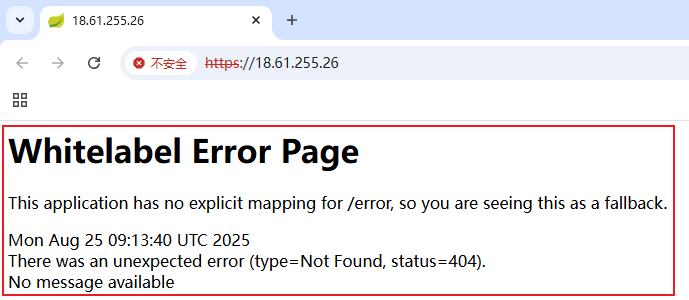 18.61.255.26
不安全
https://18.61.255.26
Whitelabel Error Page
This application has no explicit mapping for /error, so you are seeing this as a fallback.
Mon Aug 25 09:13:40 UTC 2025
There was an unexpected error (type=Not Found, status=404).
No message available